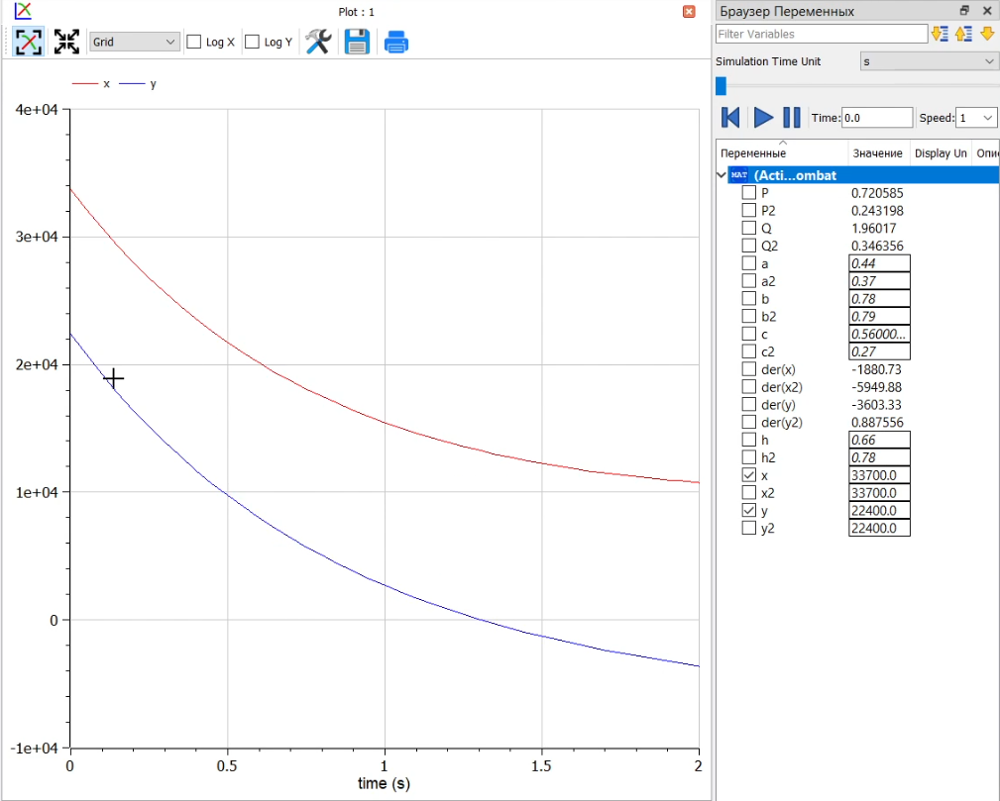 Plot : 1
Grid Log X Log Y
x y
4e+04
3e+04
2e+04
1e+04
0
-1e+04
0 0.5 1 1.5 2
time (s)
Браузер Переменных
Filter Variables
Simulation Time Unit s
Time: 0.0 Speed: 1
Переменные Значение Display Un Опис
MAT (Acti...ombat
P 0.720585
P2 0.243198
Q 1.96017
Q2 0.346356
a 0.44
a2 0.37
b 0.78
b2 0.79
c 0.56000...
c2 0.27
der(x) -1880.73
der(x2) -5949.88
der(y) -3603.33
der(y2) 0.887556
h 0.66
h2 0.78
x 33700.0
x2 33700.0
y 22400.0
y2 22400.0